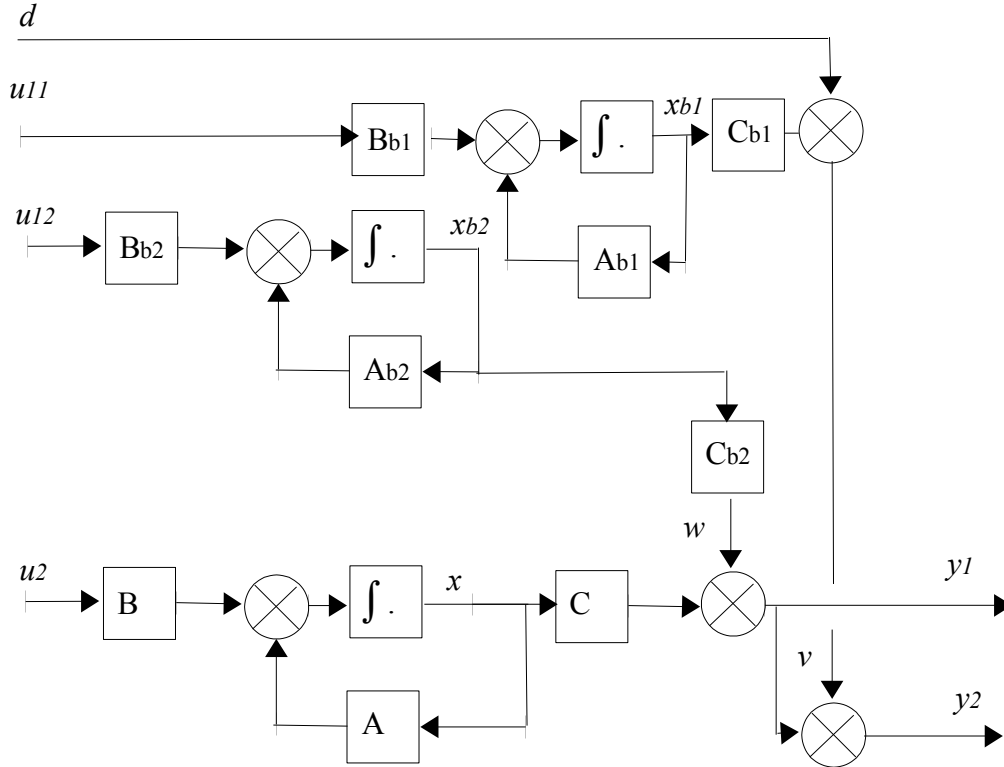 d
u11
Bb1
∫ .
xb1
Cb1
Ab1
u12
Bb2
∫ .
xb2
Ab2
Cb2
w
u2
B
∫ .
x
C
y1
A
v
y2